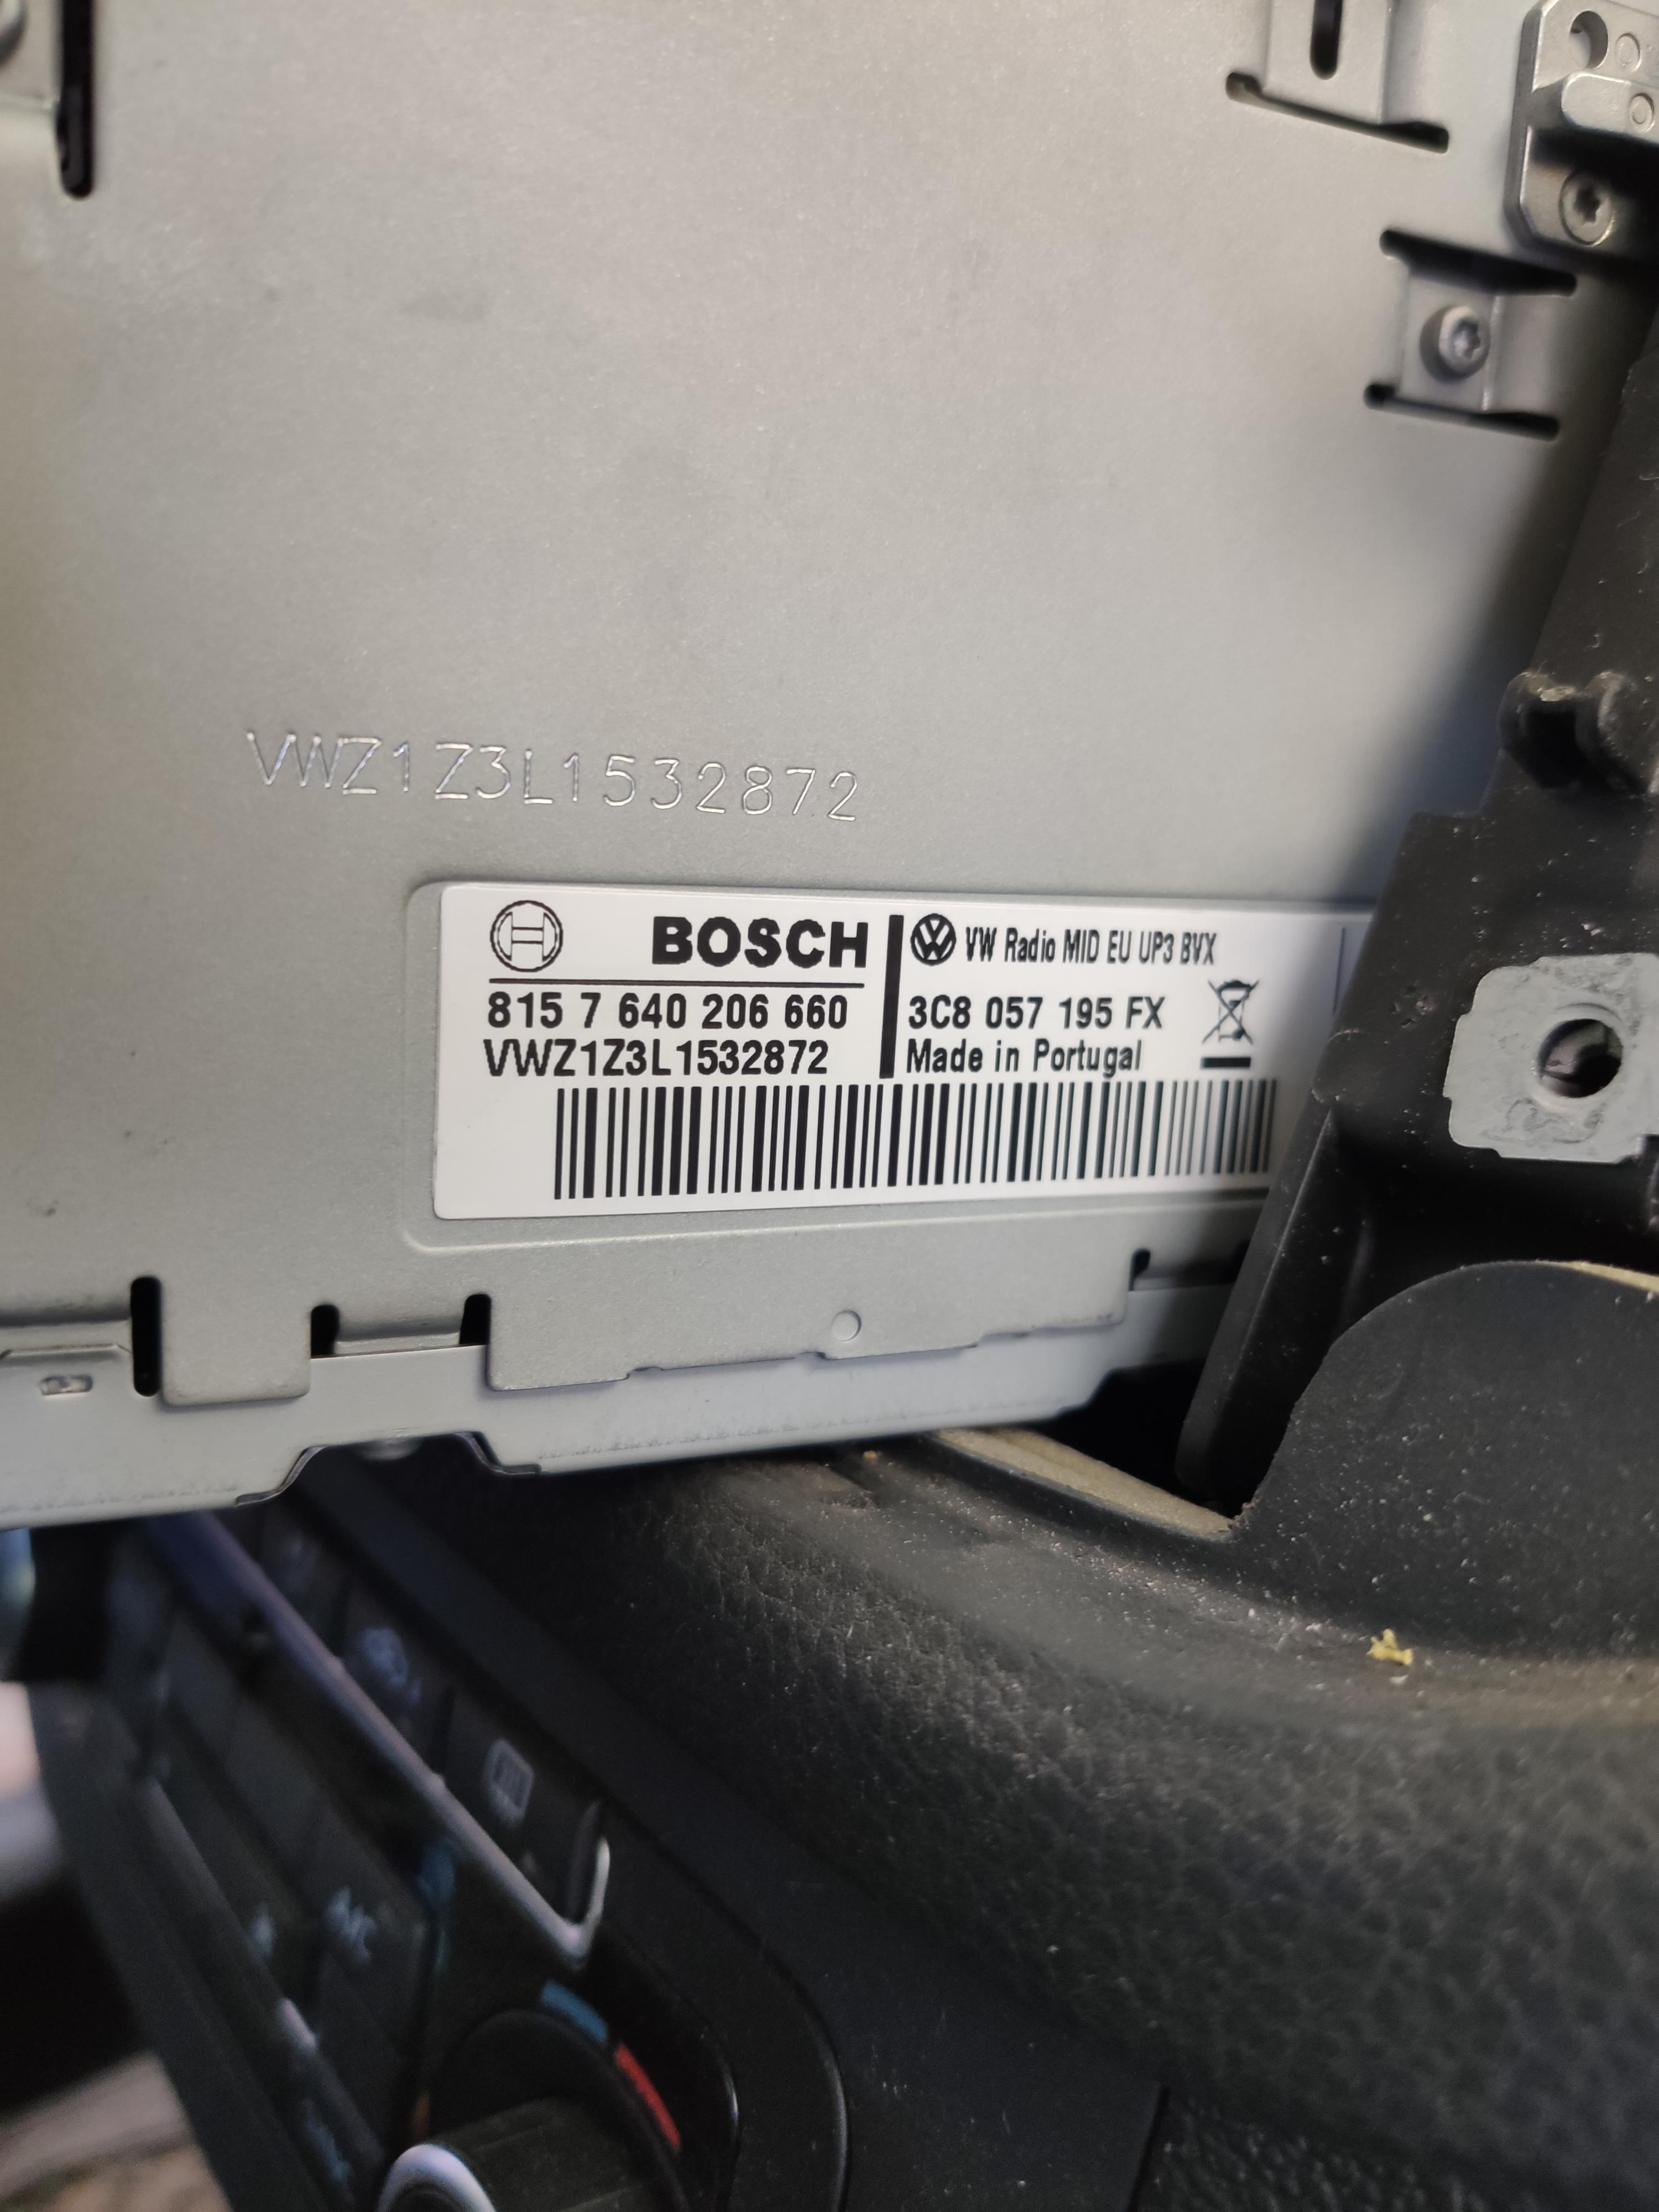 VWZ1Z3L1532872
BOSCH
815 7 640 206 660
VWZ1Z3L1532872
VW Radio MID EU UP3 BVX
3C8 057 195 FX
Made in Portugal
A/C